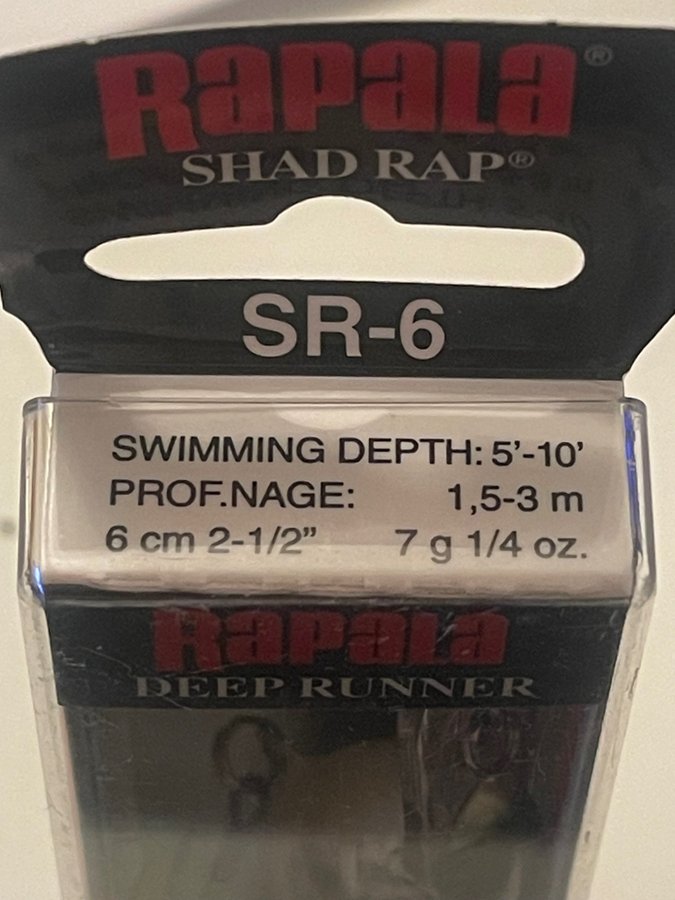 Rapala®
SHAD RAP®
SR-6
SWIMMING DEPTH: 5'-10'
PROF.NAGE: 1,5-3 m
6 cm 2-1/2" 7 g 1/4 oz.
Rapala
DEEP RUNNER